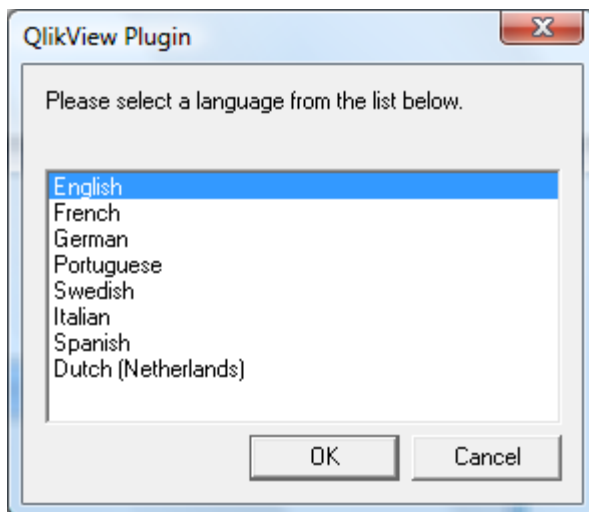 QlikView Plugin
Please select a language from the list below.
English
French
German
Portuguese
Swedish
Italian
Spanish
Dutch (Netherlands)
OK
Cancel